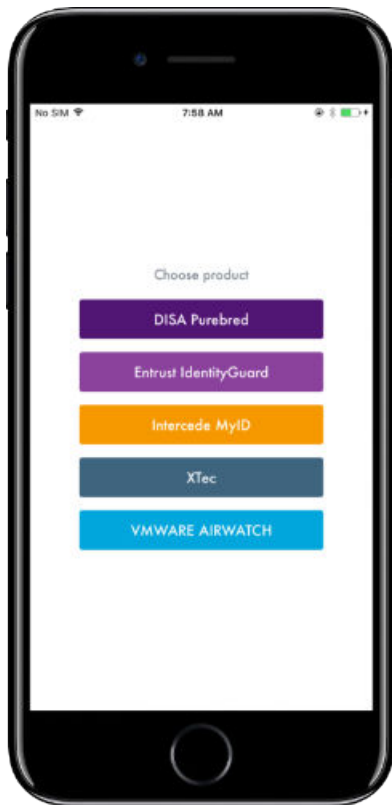 No SIM 7:58 AM
Choose product
DISA Purebred
Entrust IdentityGuard
Intercede MyID
XTec
VMWARE AIRWATCH